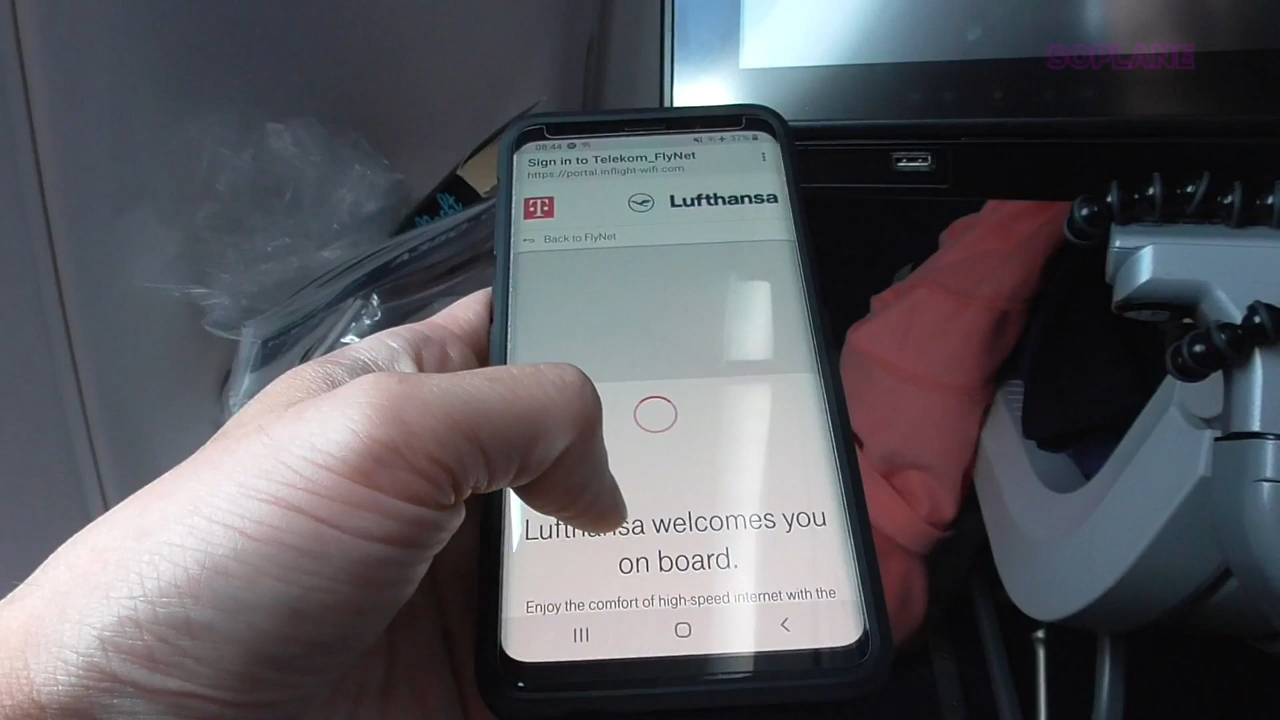 SOPLANE
08:44
37%
Sign in to Telekom_FlyNet
https://portal.inflight-wifi.com
T
Lufthansa
Back to FlyNet
Lufthansa welcomes you
on board.
Enjoy the comfort of high-speed internet with the